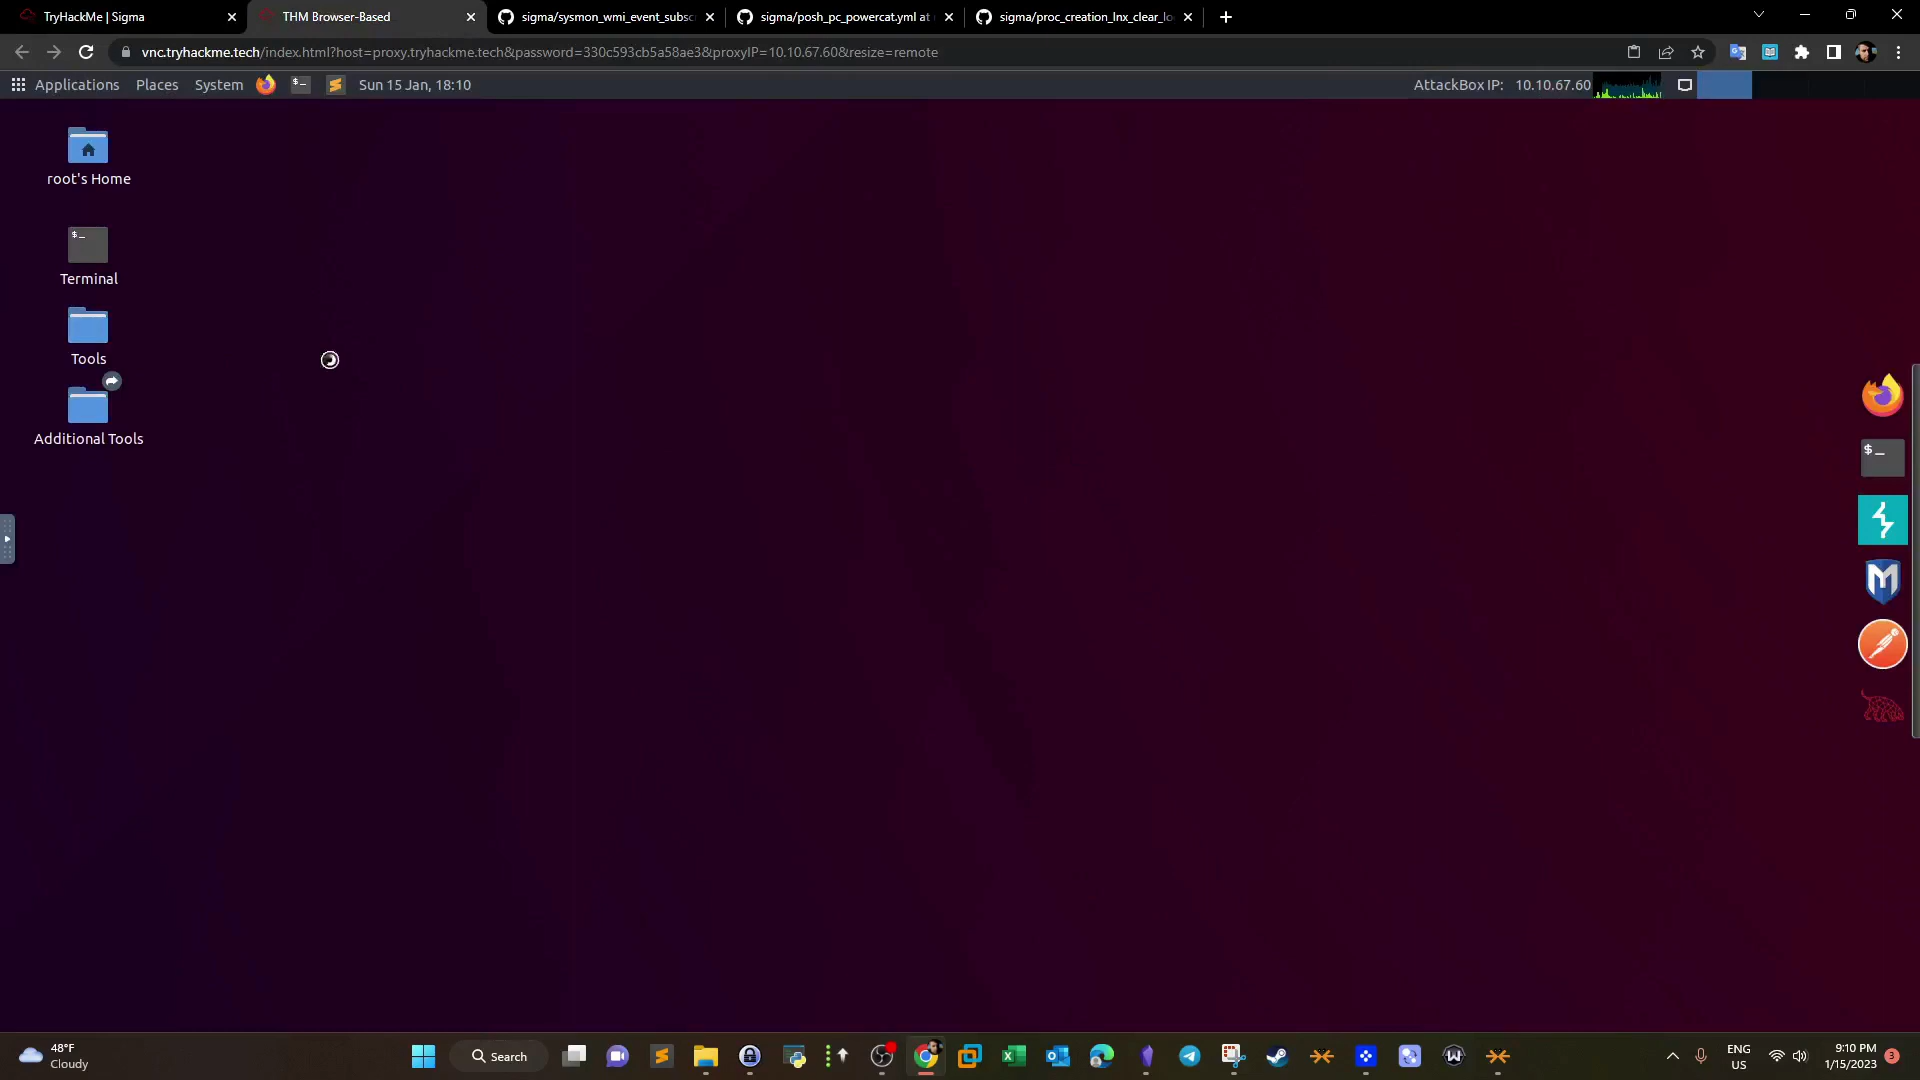 TryHackMe | Sigma
THM Browser-Based
sigma/sysmon_wmi_event_subsc
sigma/posh_pc_powercat.yml at
sigma/proc_creation_lnx_clear_lo
vnc.tryhackme.tech/index.html?host=proxy.tryhackme.tech&password=330c593cb5a58ae3&proxyIP=10.10.67.60&resize=remote
Applications Places System Sun 15 Jan, 18:10 AttackBox IP: 10.10.67.60
root's Home
$_
Terminal
Tools
Additional Tools
$_
48°F
Cloudy
Search
ENG
US
9:10 PM
1/15/2023
3